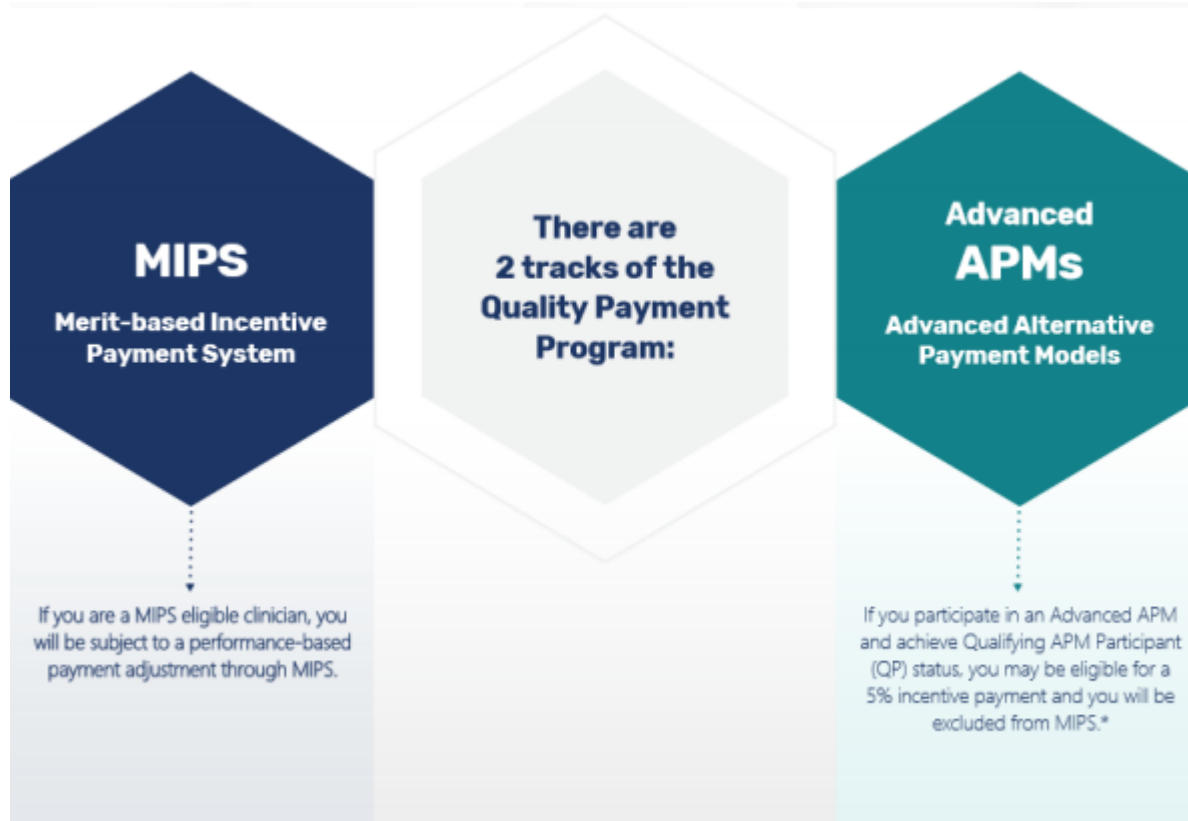 MIPS
Merit-based Incentive
Payment System
If you are a MIPS eligible clinician, you
will be subject to a performance-based
payment adjustment through MIPS.
There are
2 tracks of the
Quality Payment
Program:
Advanced
APMs
Advanced Alternative
Payment Models
If you participate in an Advanced APM
and achieve Qualifying APM Participant
(QP) status, you may be eligible for a
5% incentive payment and you will be
excluded from MIPS.*